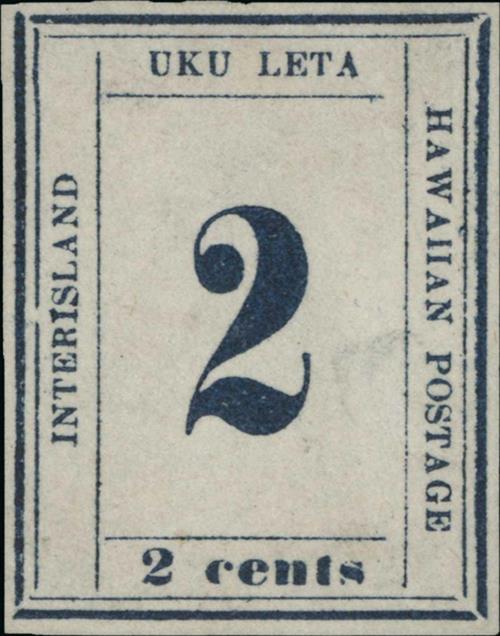 UKU LETA
INTERISLAND
HAWAIIAN POSTAGE
2
2 cents